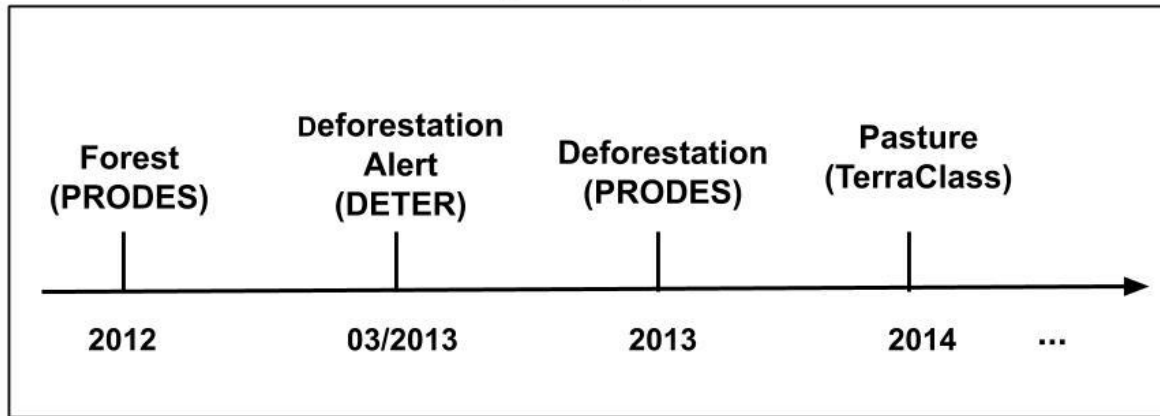 Forest
(PRODES)
Deforestation
Alert
(DETER)
Deforestation
(PRODES)
Pasture
(TerraClass)
2012
03/2013
2013
2014
...